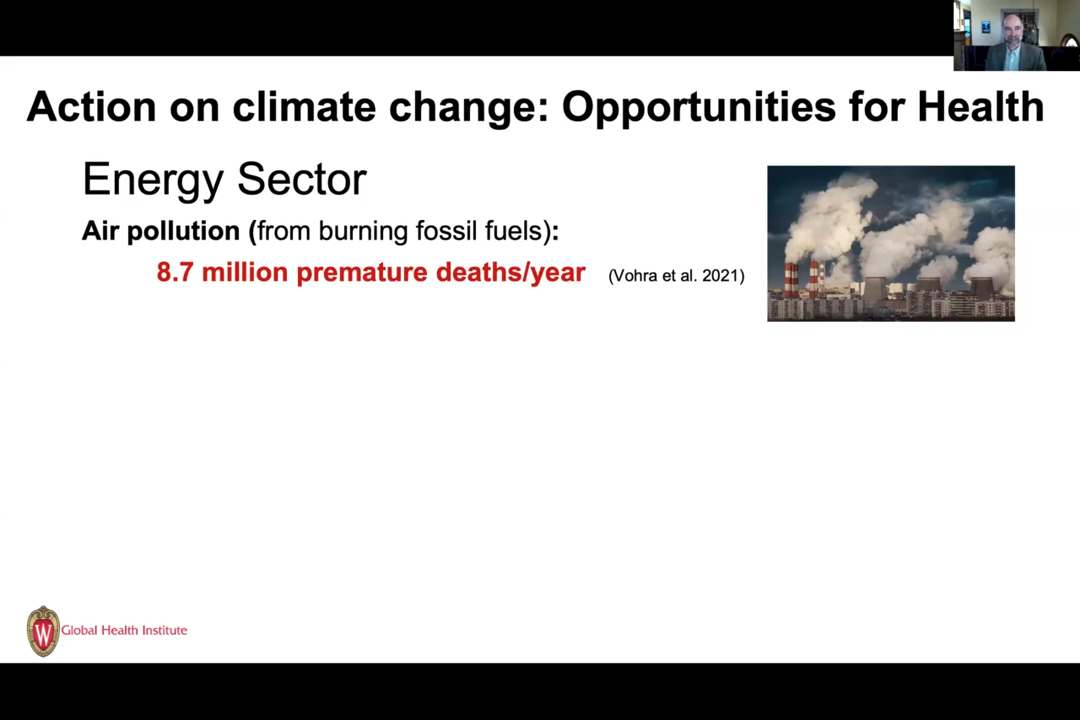 Action on climate change: Opportunities for Health
Energy Sector
Air pollution (from burning fossil fuels):
8.7 million premature deaths/year (Vohra et al. 2021)
W Global Health Institute